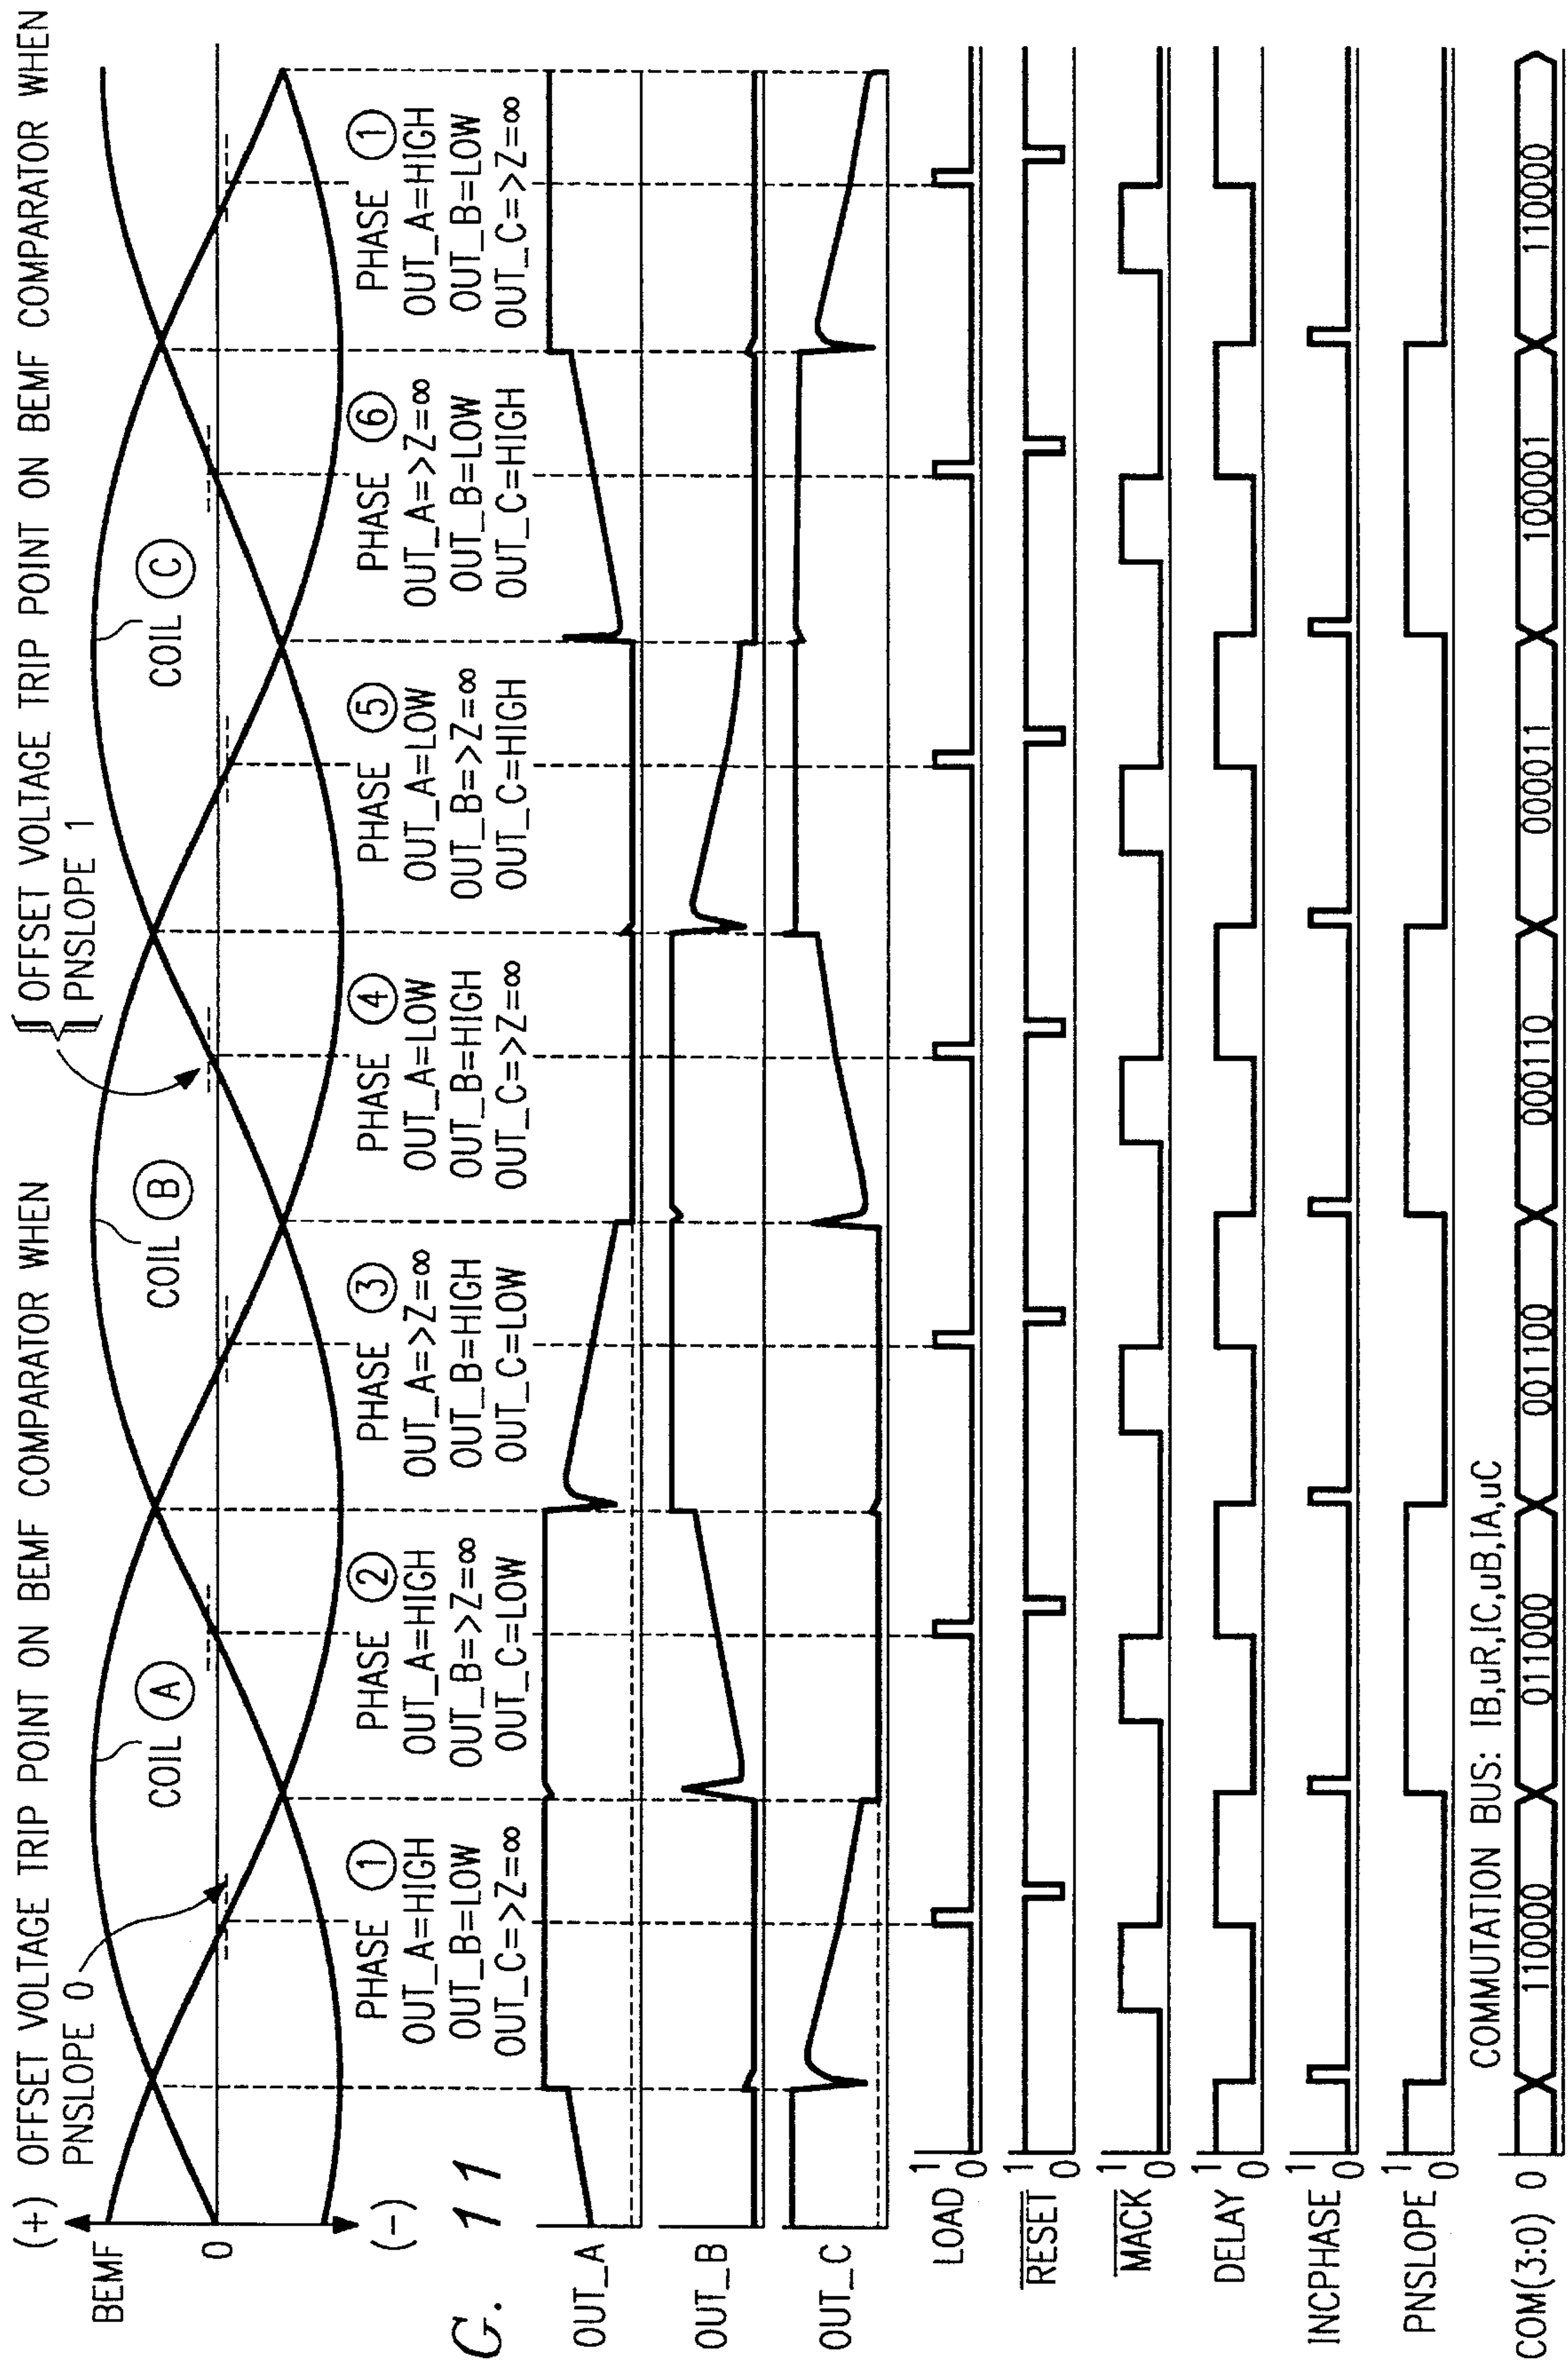 (+) OFFSET VOLTAGE TRIP POINT ON BEMF COMPARATOR WHEN
PNSLOPE 0
OFFSET VOLTAGE TRIP POINT ON BEMF COMPARATOR WHEN
PNSLOPE 1
BEMF
0
(-)
COIL A
COIL B
COIL C
G. 11
PHASE 1
OUT_A=HIGH
OUT_B=LOW
OUT_C=>Z=∞
PHASE 2
OUT_A=HIGH
OUT_B=>Z=∞
OUT_C=LOW
PHASE 3
OUT_A=>Z=∞
OUT_B=HIGH
OUT_C=LOW
PHASE 4
OUT_A=LOW
OUT_B=HIGH
OUT_C=>Z=∞
PHASE 5
OUT_A=LOW
OUT_B=>Z=∞
OUT_C=HIGH
PHASE 6
OUT_A=>Z=∞
OUT_B=LOW
OUT_C=HIGH
PHASE 1
OUT_A=HIGH
OUT_B=LOW
OUT_C=>Z=∞
OUT_A
OUT_B
OUT_C
LOAD 1 0
RESET 1 0
MACK 1 0
DELAY 1 0
INCPHASE 1 0
PNSLOPE 1 0
COMMUTATION BUS: IB,uR,IC,uB,IA,uC
COM(3:0) 0 110000 011000 001100 000110 000011 100001 110000